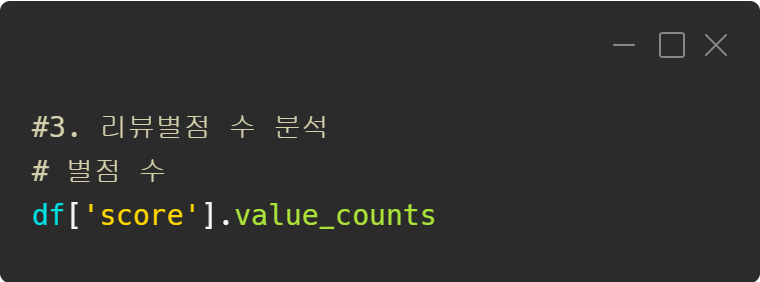 #3. 리뷰별점 수 분석
# 별점 수
df['score'].value_counts